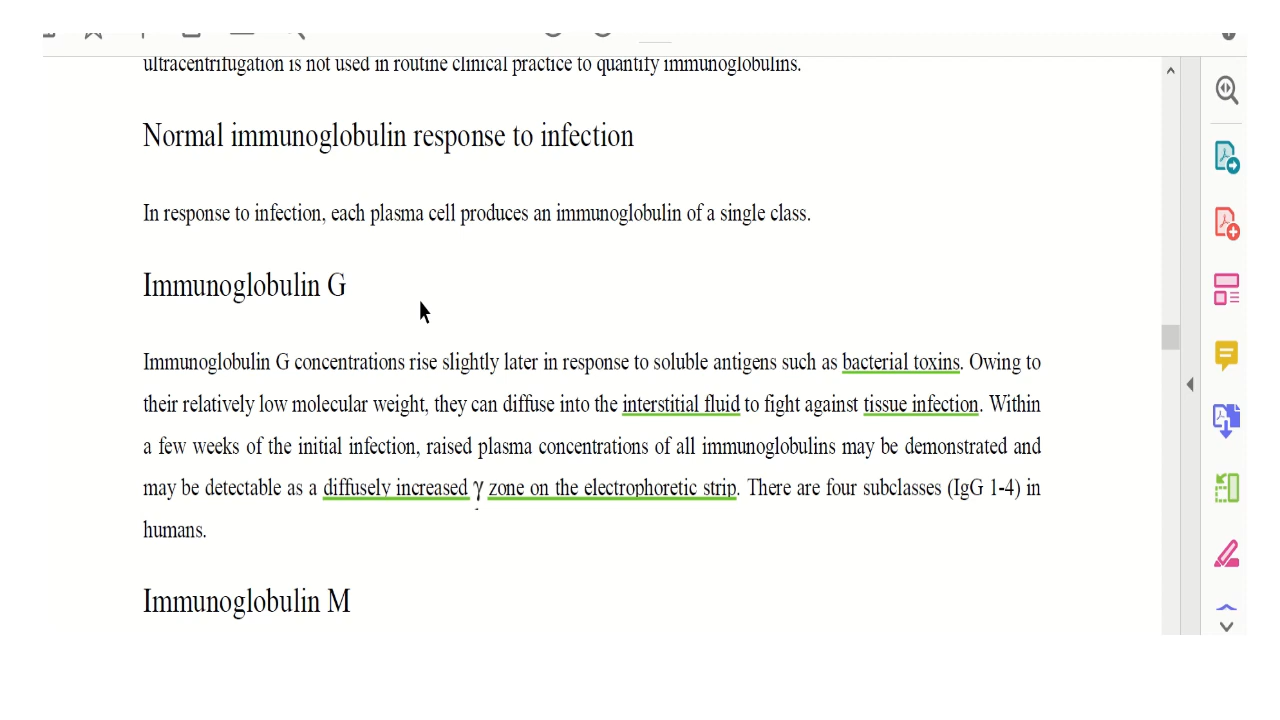 ultracentrifugation is not used in routine clinical practice to quantify immunoglobulins.
Normal immunoglobulin response to infection
In response to infection, each plasma cell produces an immunoglobulin of a single class.
Immunoglobulin G
Immunoglobulin G concentrations rise slightly later in response to soluble antigens such as bacterial toxins. Owing to
their relatively low molecular weight, they can diffuse into the interstitial fluid to fight against tissue infection. Within
a few weeks of the initial infection, raised plasma concentrations of all immunoglobulins may be demonstrated and
may be detectable as a diffusely increased γ zone on the electrophoretic strip. There are four subclasses (IgG 1-4) in
humans.
Immunoglobulin M